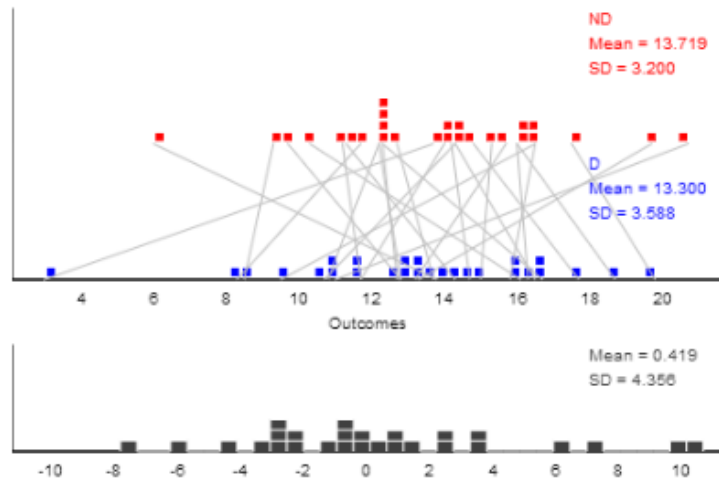 ND
Mean = 13.719
SD = 3.200
D
Mean = 13.300
SD = 3.588
4 6 8 10 12 14 16 18 20
Outcomes
Mean = 0.419
SD = 4.356
-10 -8 -6 -4 -2 0 2 4 6 8 10